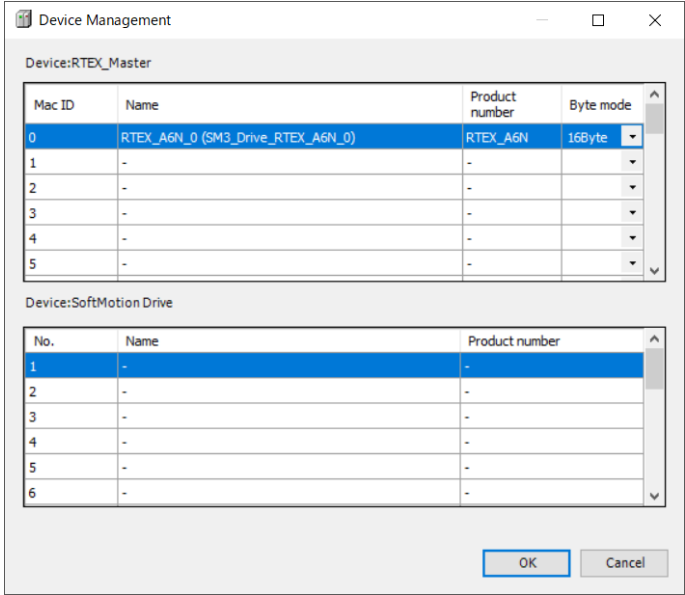 Device Management
Device:RTEX_Master
Mac ID Name Product number Byte mode
0 RTEX_A6N_0 (SM3_Drive_RTEX_A6N_0) RTEX_A6N 16Byte
1 - -
2 - -
3 - -
4 - -
5 - -
Device:SoftMotion Drive
No. Name Product number
1 - -
2 - -
3 - -
4 - -
5 - -
6 - -
OK Cancel